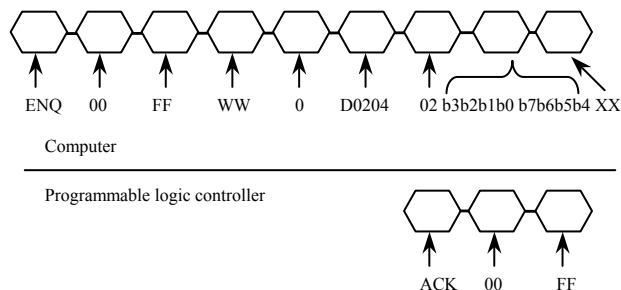 ENQ 00 FF WW 0 D0204 02 b3b2b1b0 b7b6b5b4 XX
Computer
Programmable logic controller
ACK 00 FF